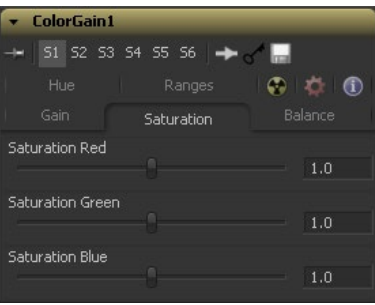 ColorGain1
S1 S2 S3 S4 S5 S6
Hue Ranges
Gain Saturation Balance
Saturation Red
1.0
Saturation Green
1.0
Saturation Blue
1.0